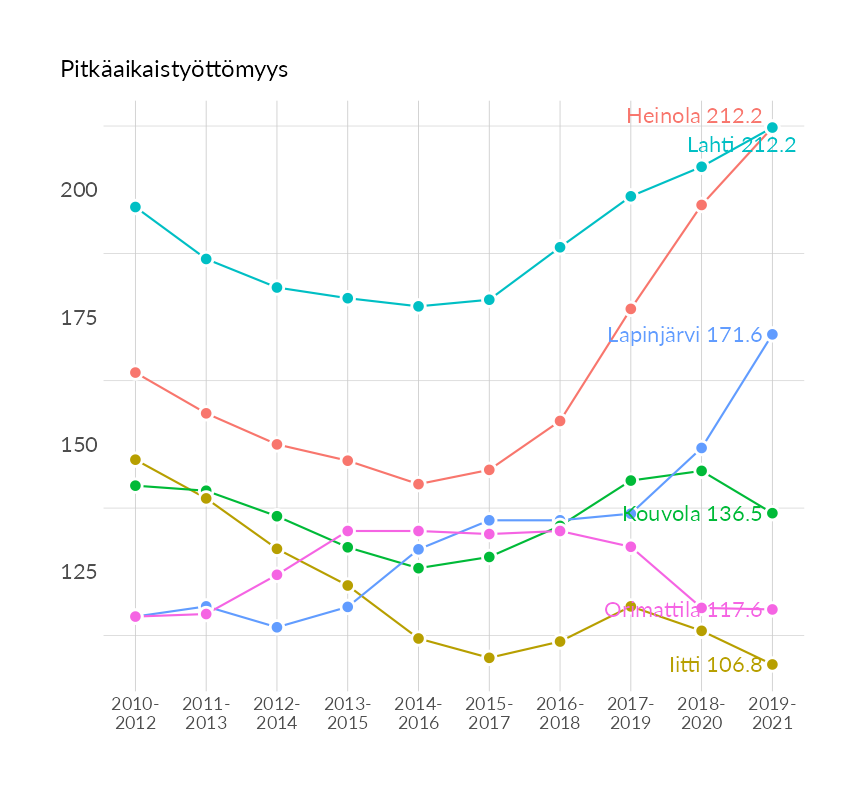 Pitkäaikaistyöttömyys
Heinola 212.2
Lahti 212.2
200
175
Lapinjärvi 171.6
150
Kouvola 136.5
125
Orimattila 117.6
Iitti 106.8
2010- 2011- 2012- 2013- 2014- 2015- 2016- 2017- 2018- 2019-
2012 2013 2014 2015 2016 2017 2018 2019 2020 2021